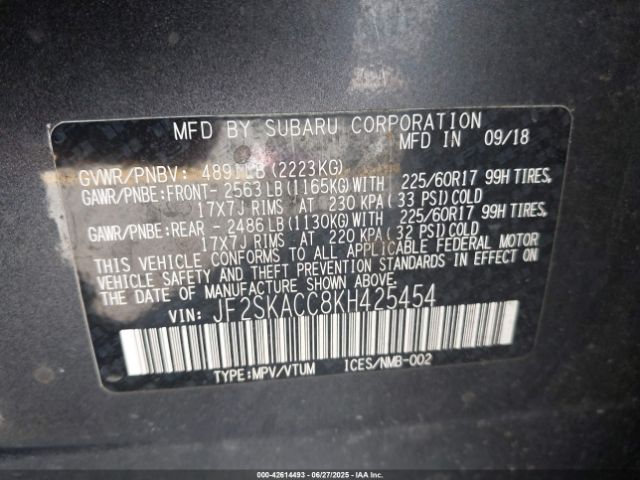 MFD BY SUBARU CORPORATION
MFD IN 09/18
GVWR/PNBV: 4891LB (2223KG)
GAWR/PNBE:FRONT- 2563 LB (1165KG) WITH 225/60R17 99H TIRES,
17X7J RIMS AT 230 KPA ( 33 PSI) COLD
GAWR/PNBE:REAR - 2486 LB (1130KG) WITH 225/60R17 99H TIRES,
17X7J RIMS AT 220 KPA ( 32 PSI) COLD
THIS VEHICLE CONFORMS TO ALL APPLICABLE FEDERAL MOTOR
VEHICLE SAFETY AND THEFT PREVENTION STANDARDS IN EFFECT ON
THE DATE OF MANUFACTURE SHOWN ABOVE.
VIN: JF2SKACC8KH425454
TYPE:MPV/VTUM ICES/NMB-002
000-42614493 - 06/27/2025 - IAAI.COM